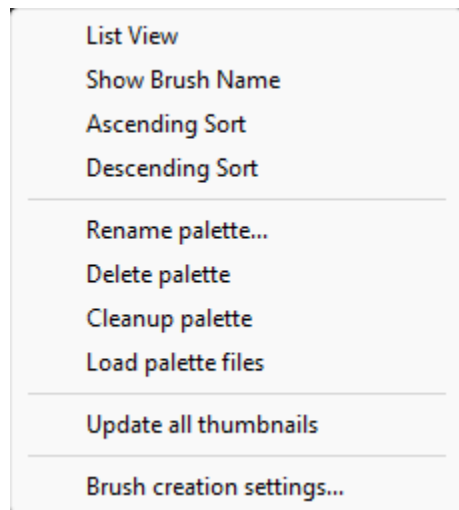 List View
Show Brush Name
Ascending Sort
Descending Sort
Rename palette...
Delete palette
Cleanup palette
Load palette files
Update all thumbnails
Brush creation settings...